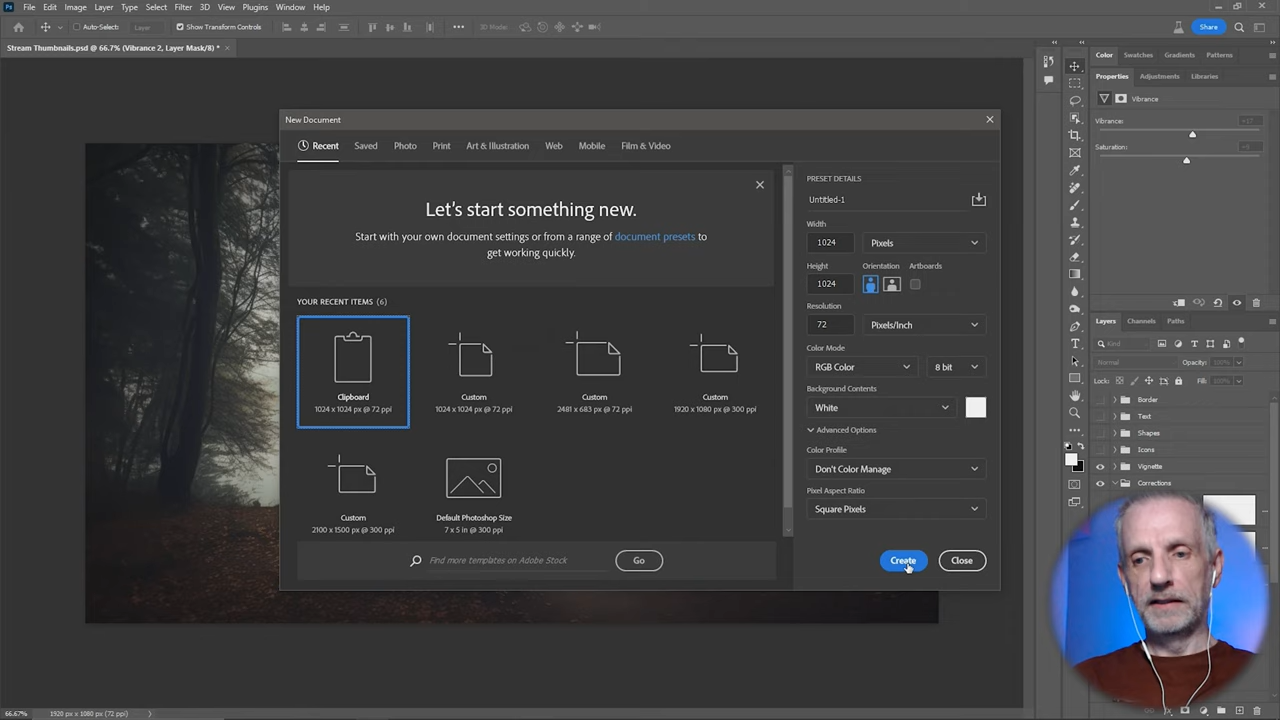 Ps File Edit Image Layer Type Select Filter 3D View Plugins Window Help
Auto-Select: Layer Show Transform Controls 3D Mode: Share
Stream Thumbnails.psd @ 66.7% (Vibrance 2, Layer Mask/8) *
Color Swatches Gradients Patterns
Properties Adjustments Libraries
Vibrance
Vibrance:
Saturation:
New Document
Recent Saved Photo Print Art & Illustration Web Mobile Film & Video
Let's start something new.
Start with your own document settings or from a range of document presets to
get working quickly.
YOUR RECENT ITEMS (6)
Clipboard
1024 x 1024 px @ 72 ppi
Custom
1024 x 1024 px @ 72 ppi
Custom
2481 x 683 px @ 72 ppi
Custom
1920 x 1080 px @ 300 ppi
Custom
2100 x 1500 px @ 300 ppi
Default Photoshop Size
7 x 5 in @ 300 ppi
Find more templates on Adobe Stock
Go
PRESET DETAILS
Untitled-1
Width
1024 Pixels
Height Orientation Artboards
1024
Resolution
72 Pixels/Inch
Color Mode
RGB Color 8 bit
Background Contents
White
Advanced Options
Color Profile
Don't Color Manage
Pixel Aspect Ratio
Square Pixels
Create Close
Layers Channels Paths
Kind
Normal Opacity: 100%
Lock: Fill: 100%
Border
Text
Shapes
Icons
Vignette
Corrections
66.67% 1920 px x 1080 px (72 ppi)